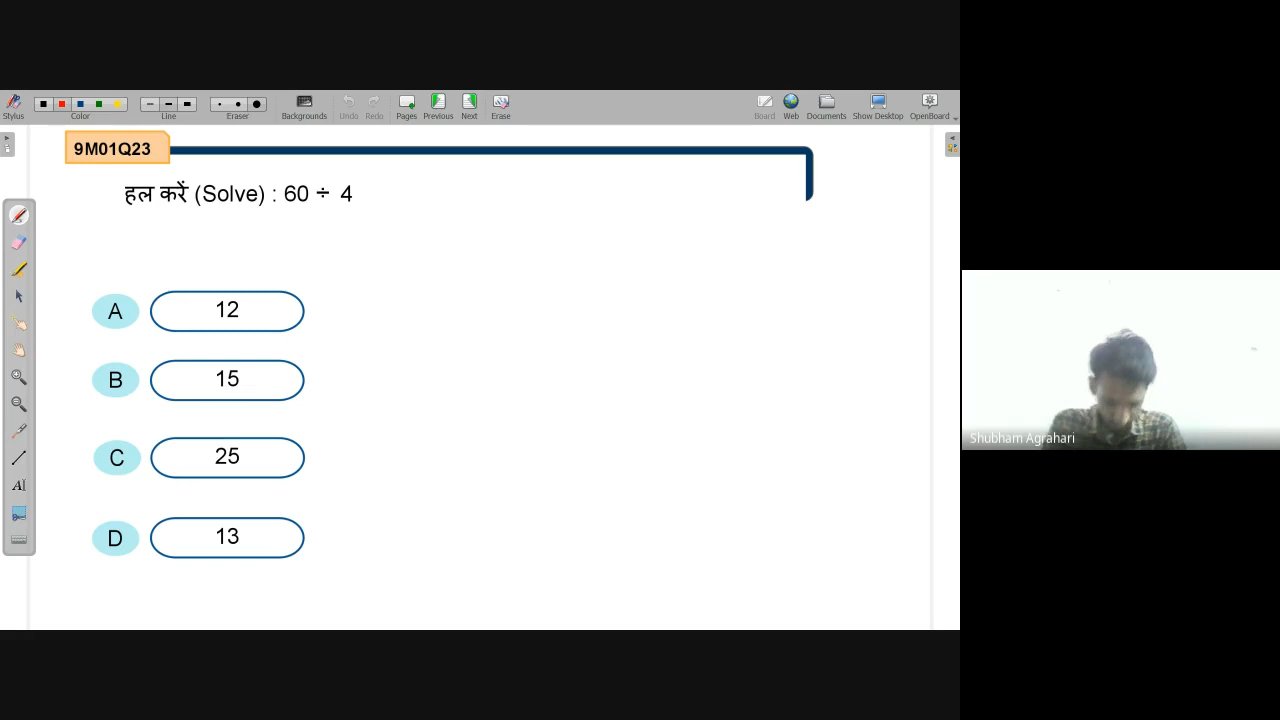 Stylus
Color
Line
Eraser
Backgrounds
Undo
Redo
Pages
Previous
Next
Erase
Board
Web
Documents
Show Desktop
OpenBoard
9M01Q23
हल करें (Solve) : 60 ÷ 4
A 12
B 15
C 25
D 13
Shubham Agrahari